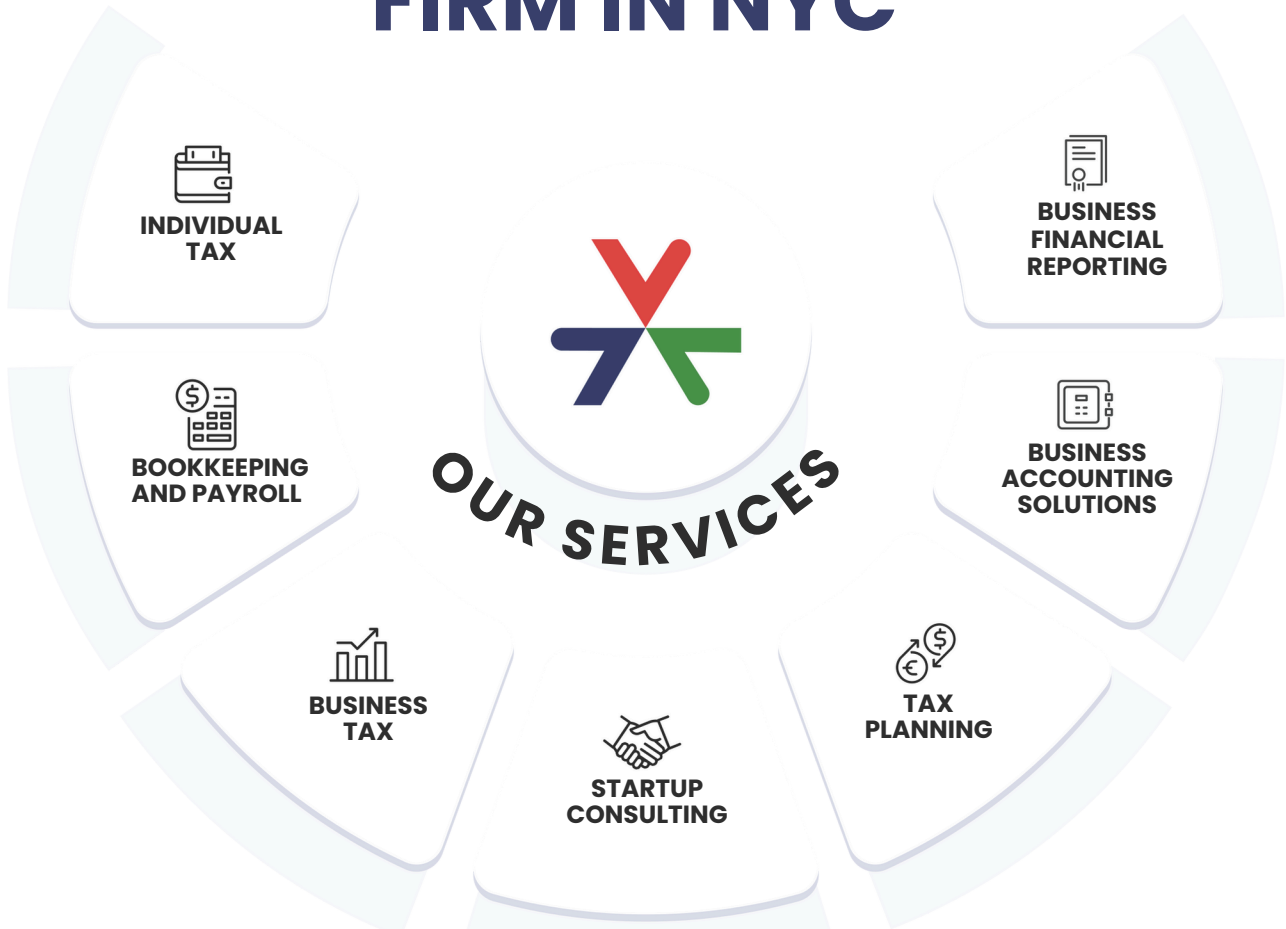 FIRM IN NYC
INDIVIDUAL
TAX
BUSINESS
FINANCIAL
REPORTING
BOOKKEEPING
AND PAYROLL
OUR SERVICES
BUSINESS
ACCOUNTING
SOLUTIONS
BUSINESS
TAX
STARTUP
CONSULTING
TAX
PLANNING